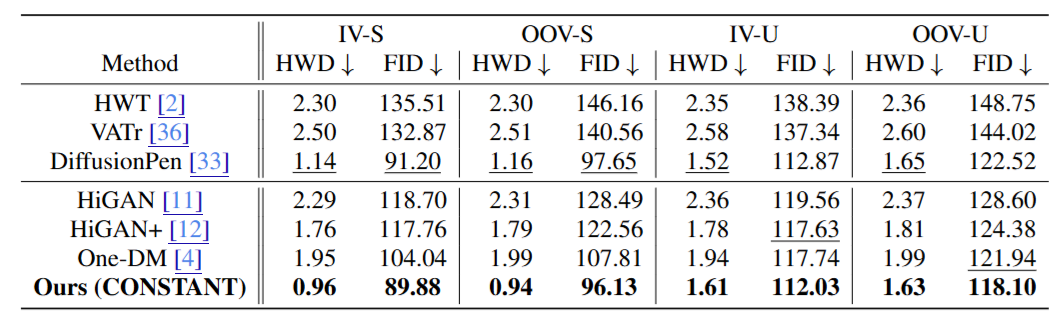 IV-S OOV-S IV-U OOV-U
Method HWD ↓ FID ↓ HWD ↓ FID ↓ HWD ↓ FID ↓ HWD ↓ FID ↓
HWT [2] 2.30 135.51 2.30 146.16 2.35 138.39 2.36 148.75
VATr [36] 2.50 132.87 2.51 140.56 2.58 137.34 2.60 144.02
DiffusionPen [33] 1.14 91.20 1.16 97.65 1.52 112.87 1.65 122.52
HiGAN [11] 2.29 118.70 2.31 128.49 2.36 119.56 2.37 128.60
HiGAN+ [12] 1.76 117.76 1.79 122.56 1.78 117.63 1.81 124.38
One-DM [4] 1.95 104.04 1.99 107.81 1.94 117.74 1.99 121.94
Ours (CONSTANT) 0.96 89.88 0.94 96.13 1.61 112.03 1.63 118.10